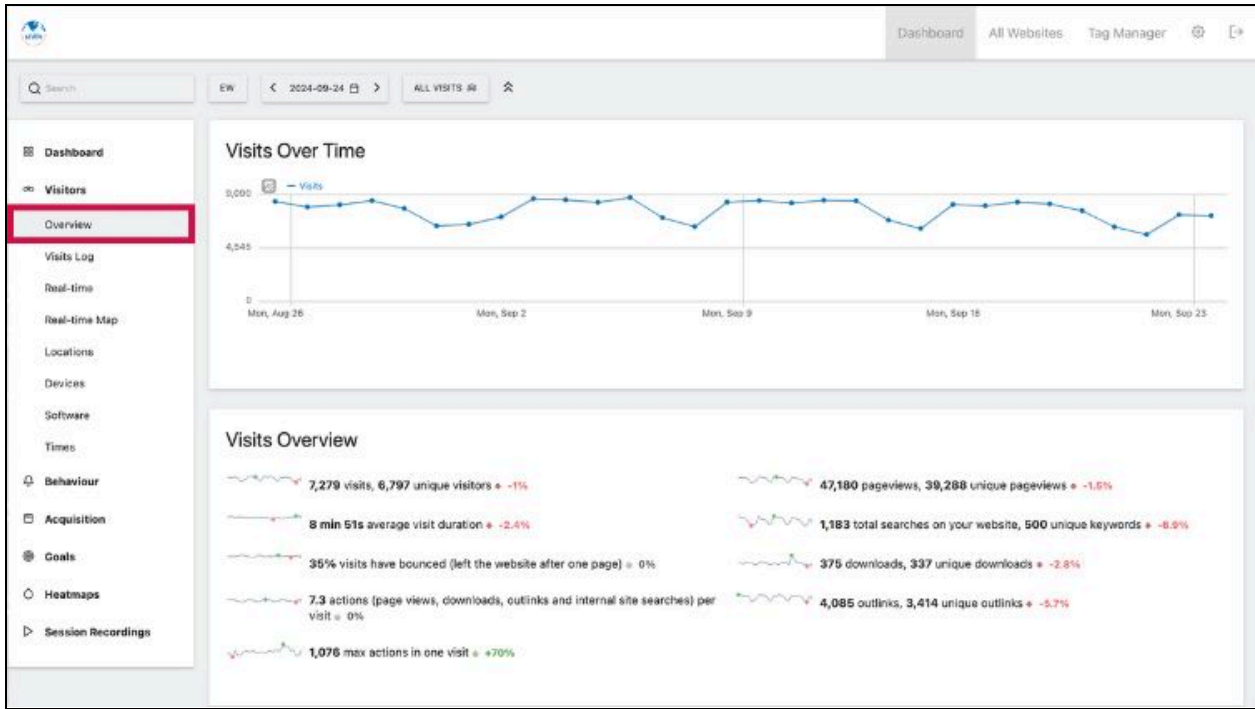 Dashboard
All Websites
Tag Manager
Search
EW
2024-09-24
ALL VISITS
Dashboard
Visitors
Overview
Visits Log
Real-time
Real-time Map
Locations
Devices
Software
Times
Behaviour
Acquisition
Goals
Heatmaps
Session Recordings
Visits Over Time
Visits
9,090
4,545
0
Mon, Aug 26
Mon, Sep 2
Mon, Sep 9
Mon, Sep 16
Mon, Sep 23
Visits Overview
7,279 visits, 6,797 unique visitors -1%
8 min 51s average visit duration -2.4%
35% visits have bounced (left the website after one page) 0%
7.3 actions (page views, downloads, outlinks and internal site searches) per
visit 0%
1,076 max actions in one visit +70%
47,180 pageviews, 39,288 unique pageviews -1.5%
1,183 total searches on your website, 500 unique keywords -6.9%
375 downloads, 337 unique downloads -2.8%
4,085 outlinks, 3,414 unique outlinks -5.7%